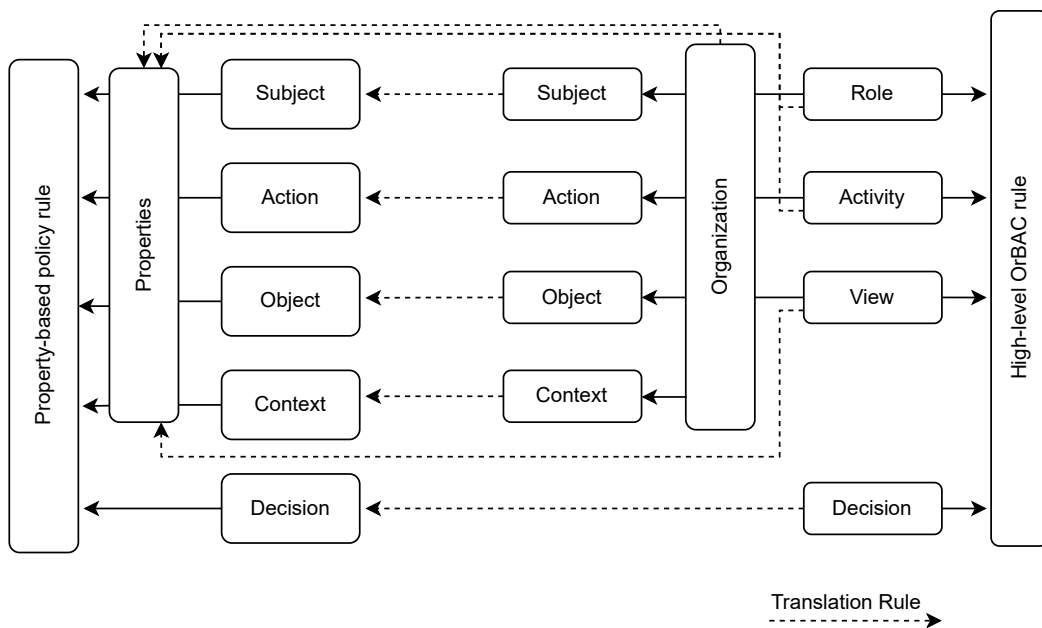 Property-based policy rule
Properties
Subject
Subject
Organization
Role
High-level OrBAC rule
Action
Action
Activity
Object
Object
View
Context
Context
Decision
Decision
Translation Rule